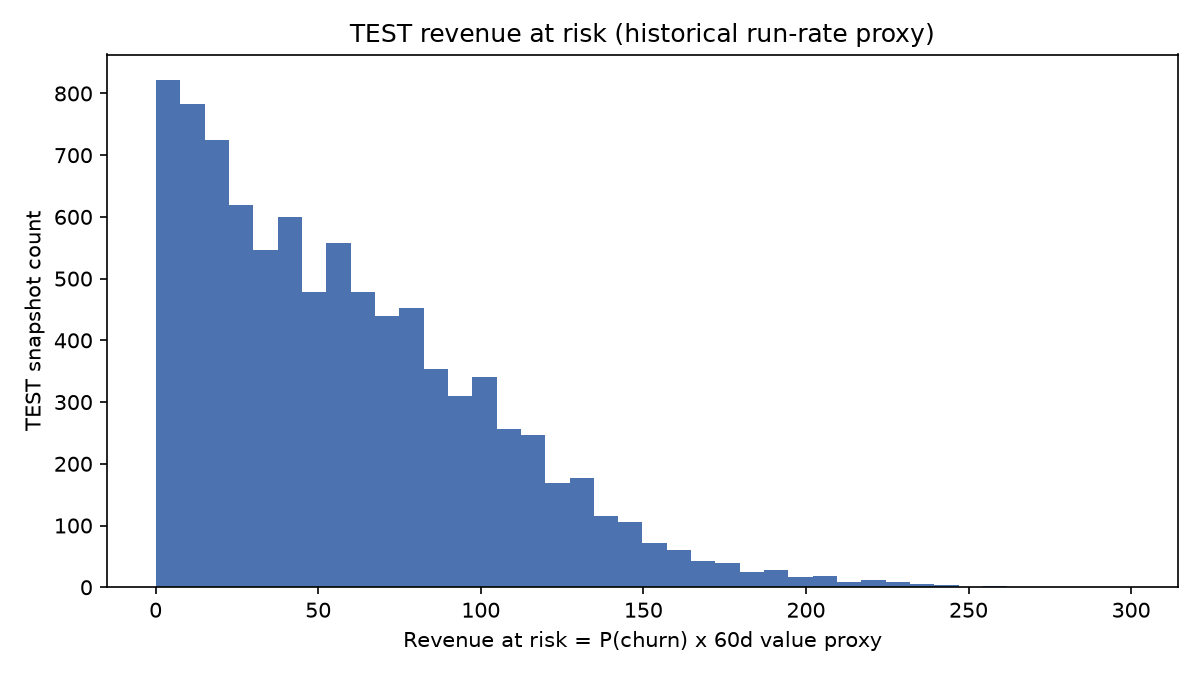 TEST revenue at risk (historical run-rate proxy)
TEST snapshot count
800
700
600
500
400
300
200
100
0
0 50 100 150 200 250 300
Revenue at risk = P(churn) x 60d value proxy